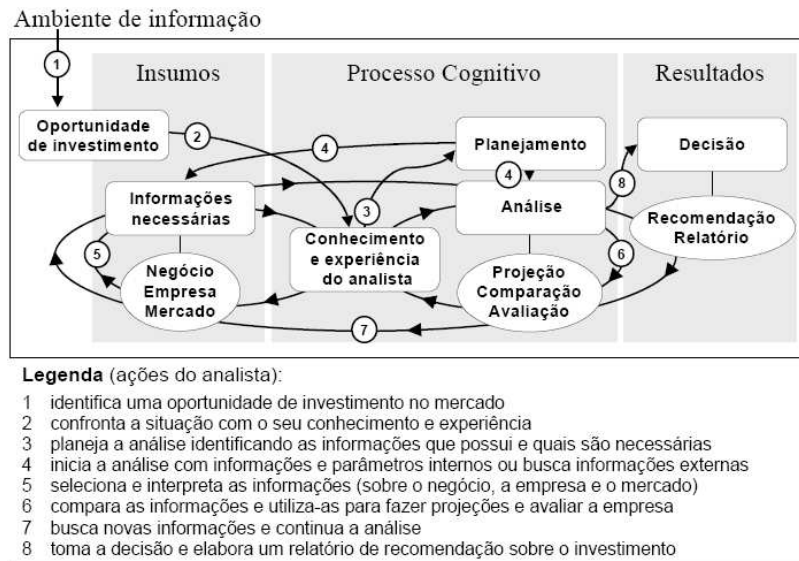 Ambiente de informação
1
Insumos
Processo Cognitivo
Resultados
Oportunidade
de investimento
2
4
Planejamento
Decisão
4
8
Informações
necessárias
3
Análise
Recomendação
Relatório
5
Conhecimento
e experiência
do analista
6
Negócio
Empresa
Mercado
Projeção
Comparação
Avaliação
7
Legenda (ações do analista):
1 identifica uma oportunidade de investimento no mercado
2 confronta a situação com o seu conhecimento e experiência
3 planeja a análise identificando as informações que possui e quais são necessárias
4 inicia a análise com informações e parâmetros internos ou busca informações externas
5 seleciona e interpreta as informações (sobre o negócio, a empresa e o mercado)
6 compara as informações e utiliza-as para fazer projeções e avaliar a empresa
7 busca novas informações e continua a análise
8 toma a decisão e elabora um relatório de recomendação sobre o investimento